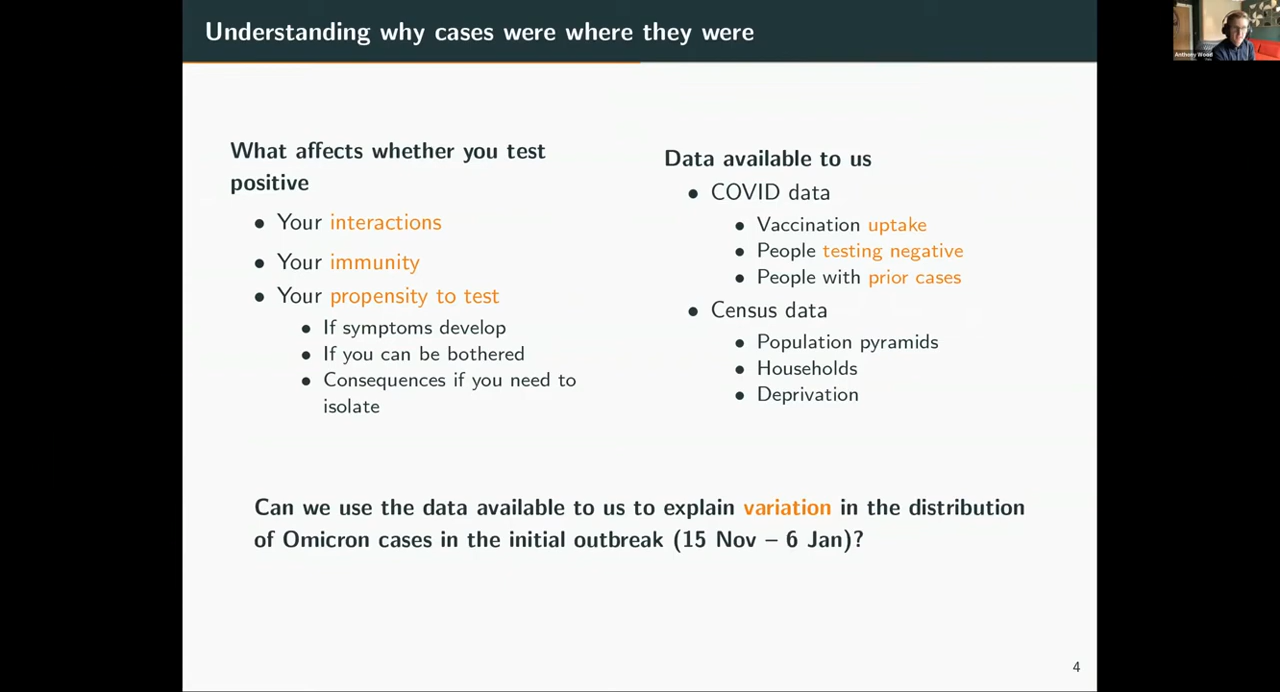 Understanding why cases were where they were
What affects whether you test
positive
• Your interactions
• Your immunity
• Your propensity to test
• If symptoms develop
• If you can be bothered
• Consequences if you need to
isolate
Data available to us
• COVID data
• Vaccination uptake
• People testing negative
• People with prior cases
• Census data
• Population pyramids
• Households
• Deprivation
Can we use the data available to us to explain variation in the distribution
of Omicron cases in the initial outbreak (15 Nov – 6 Jan)?
4
Anthony Wood